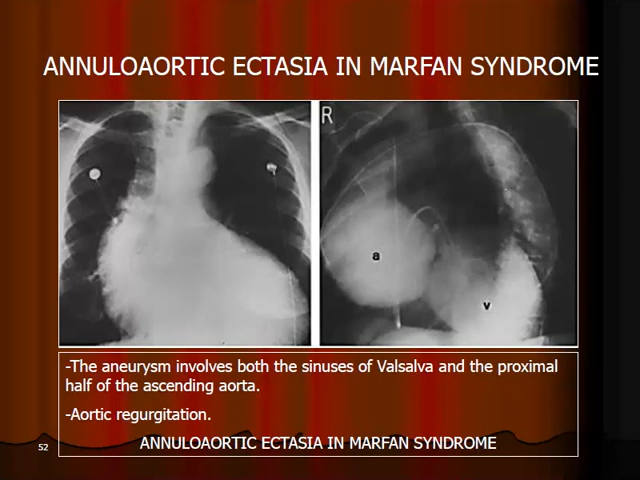 ANNULOAORTIC ECTASIA IN MARFAN SYNDROME
R
a
v
-The aneurysm involves both the sinuses of Valsalva and the proximal
half of the ascending aorta.
-Aortic regurgitation.
ANNULOAORTIC ECTASIA IN MARFAN SYNDROME
52